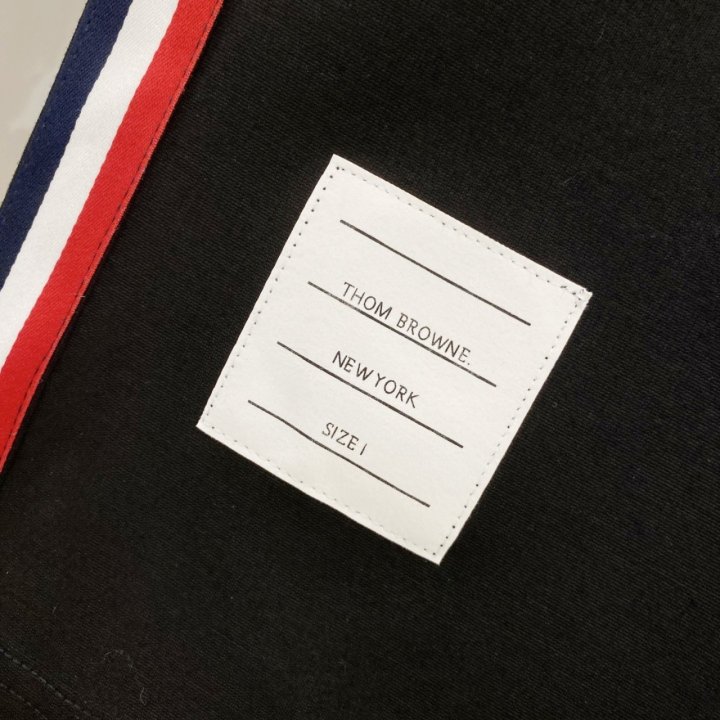 THOM BROWNE.
NEW YORK
SIZE 1